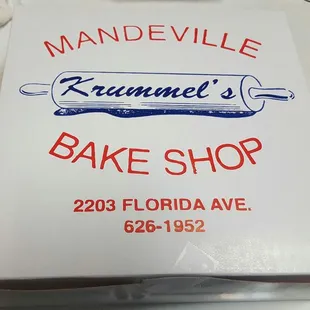 MANDEVILLE
Krummel's
BAKE SHOP
2203 FLORIDA AVE.
626-1952